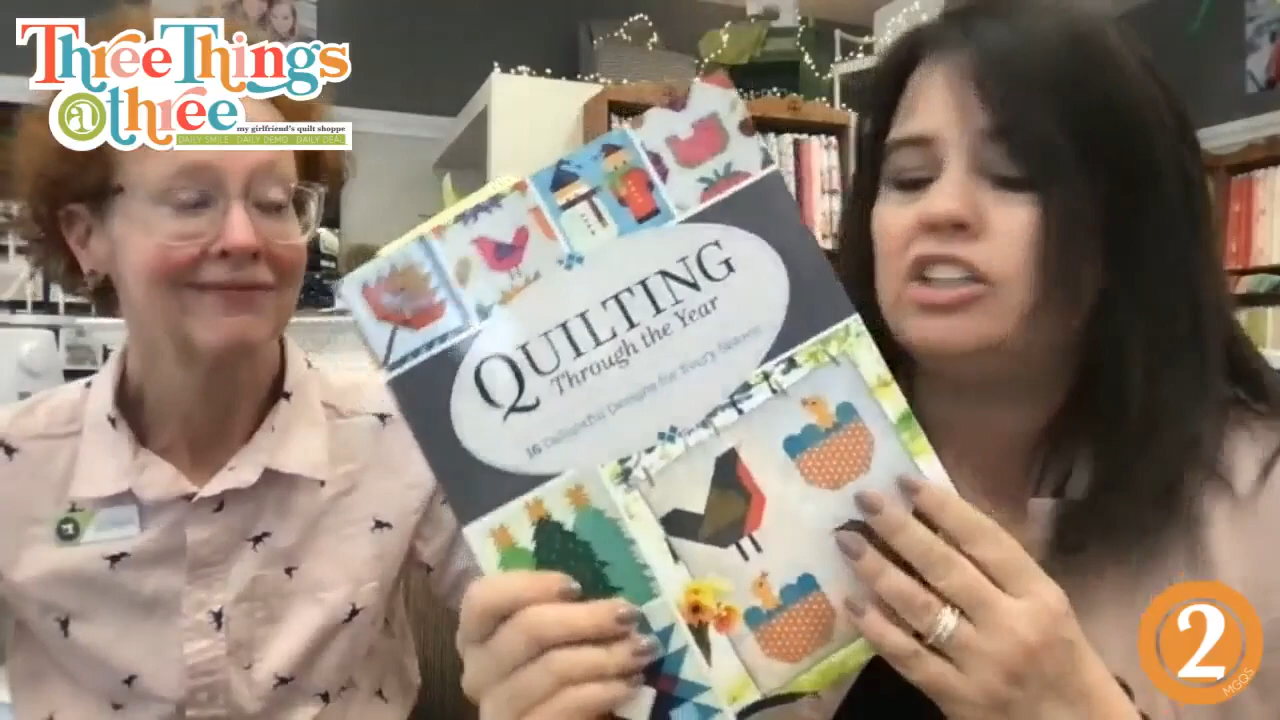 Three Things
@ three
my girlfriend's quilt shoppe
DAILY SMILE DAILY DEMO DAILY DEAL
QUILTING
Through the Year
16 Delightful Designs for Every Season
2
MGQS